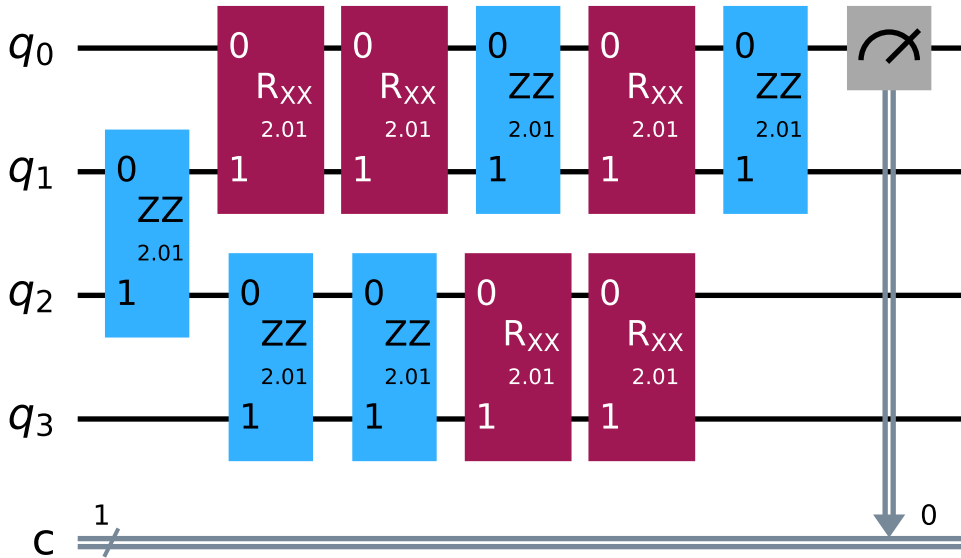 q0 0 0 0 0 0
RXX RXX ZZ RXX ZZ
2.01 2.01 2.01 2.01 2.01
q1 0 1 1 1 1 1
ZZ
2.01
q2 1 0 0 0 0
ZZ ZZ RXX RXX
2.01 2.01 2.01 2.01
q3 1 1 1 1
1 0
c